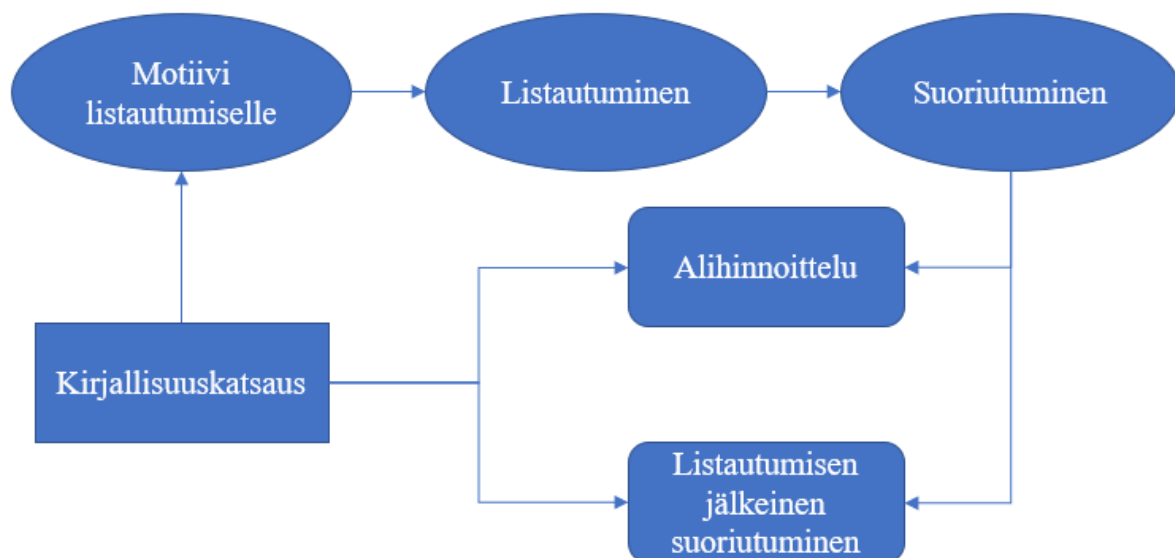 Motiivi
listautumiselle
Listautuminen
Suoriutuminen
Alihinnoittelu
Kirjallisuuskatsaus
Listautumisen
jälkeinen
suoriutuminen